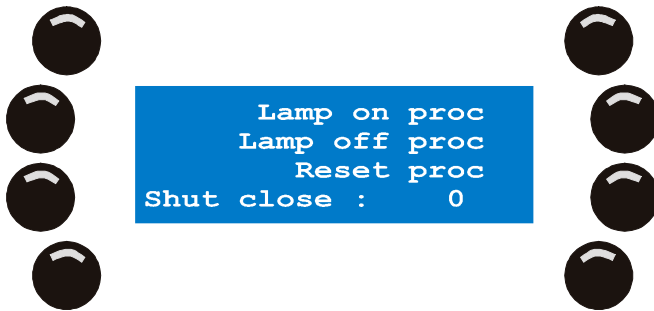 Lamp on proc
Lamp off proc
Reset proc
Shut close : 0